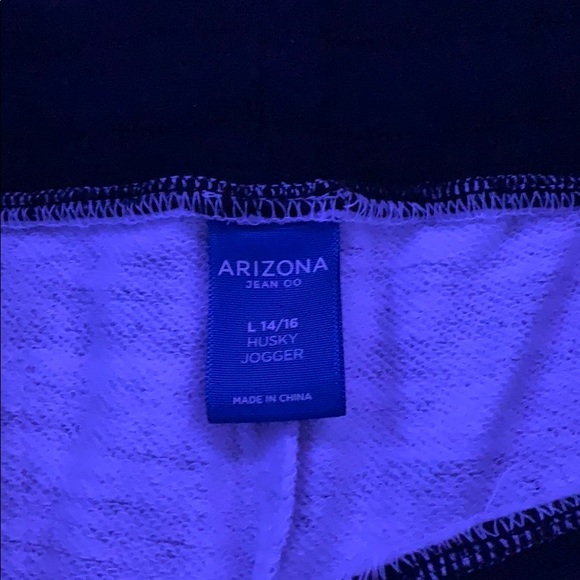 ARIZONA
JEAN CO
L 14/16
HUSKY
JOGGER
MADE IN CHINA